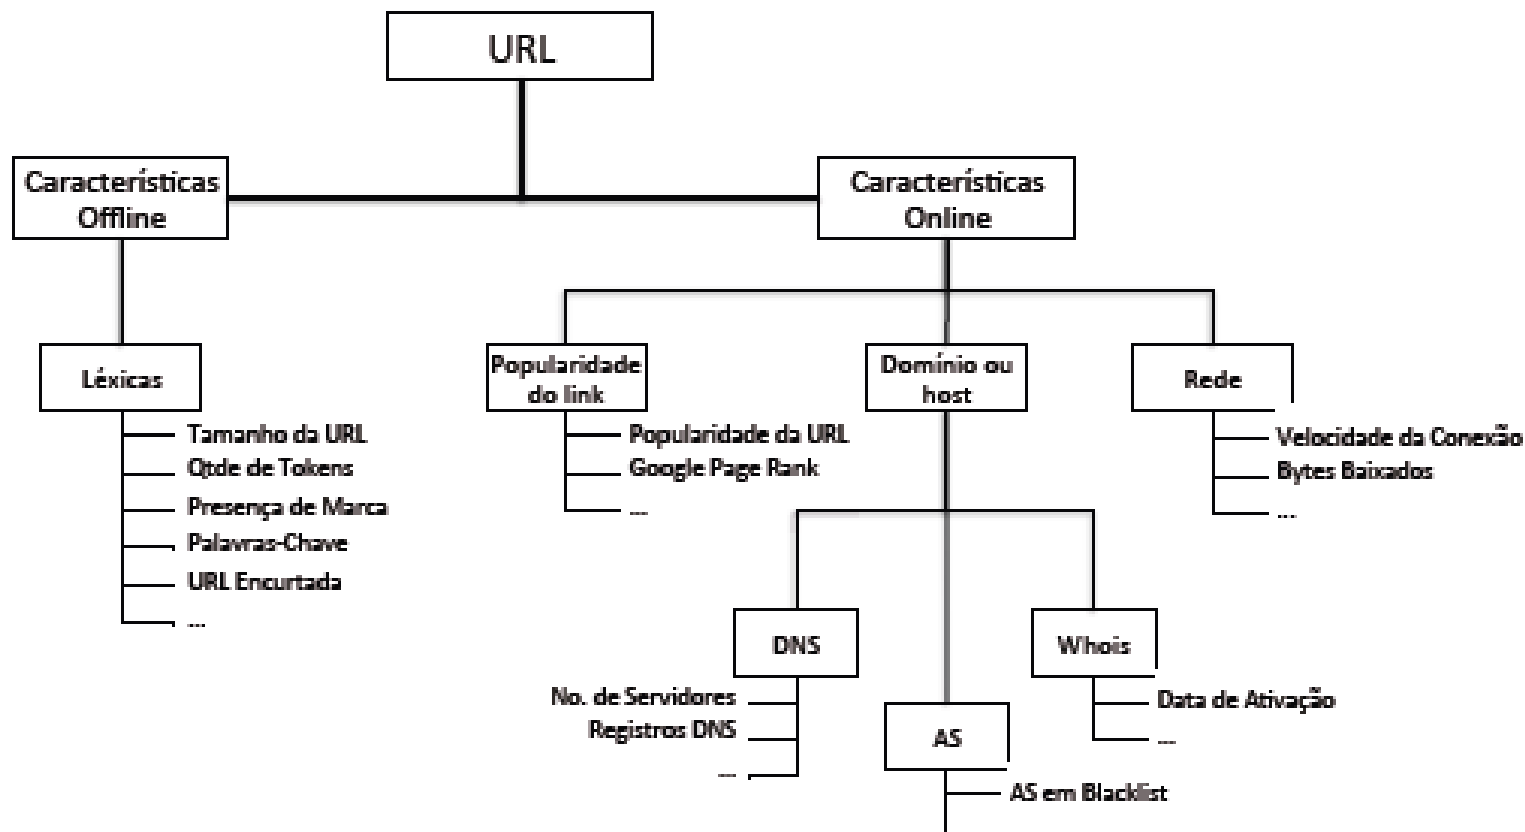 URL
Características
Offline
Características
Online
Léxicas
Tamanho da URL
Qtde de Tokens
Presença de Marca
Palavras-Chave
URL Encurtada
...
Popularidade
do link
Popularidade da URL
Google Page Rank
...
Domínio ou
host
DNS
No. de Servidores
Registros DNS
...
AS
AS em Blacklist
Whois
Data de Ativação
...
Rede
Velocidade da Conexão
Bytes Baixados
...